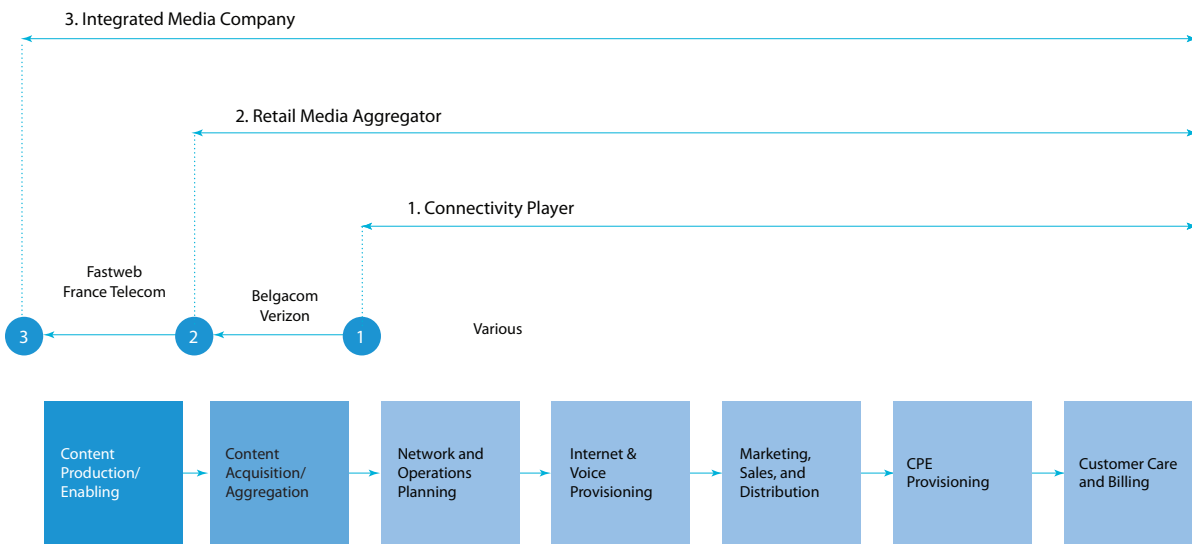 3. Integrated Media Company
2. Retail Media Aggregator
1. Connectivity Player
Fastweb
France Telecom
Belgacom
Verizon
Various
3
2
1
Content
Production/
Enabling
Content
Acquisition/
Aggregation
Network and
Operations
Planning
Internet &
Voice
Provisioning
Marketing,
Sales, and
Distribution
CPE
Provisioning
Customer Care
and Billing